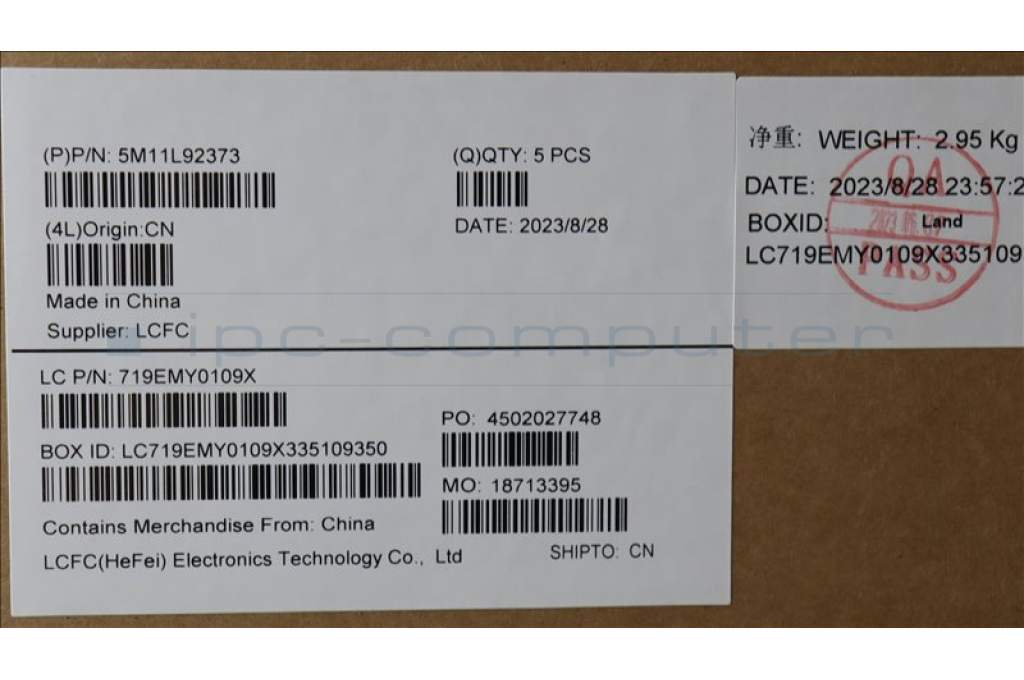 (P)P/N: 5M11L92373
(Q)QTY: 5 PCS
(4L)Origin:CN
DATE: 2023/8/28
Made in China
Supplier: LCFC
LC P/N: 719EMY0109X
PO: 4502027748
BOX ID: LC719EMY0109X335109350
MO: 18713395
Contains Merchandise From: China
SHIPTO: CN
LCFC(HeFei) Electronics Technology Co., Ltd
净重: WEIGHT: 2.95 Kg
DATE: 2023/8/28 23:57:2
BOXID: Land
LC719EMY0109X335109
QA
PASS
ipc-computer